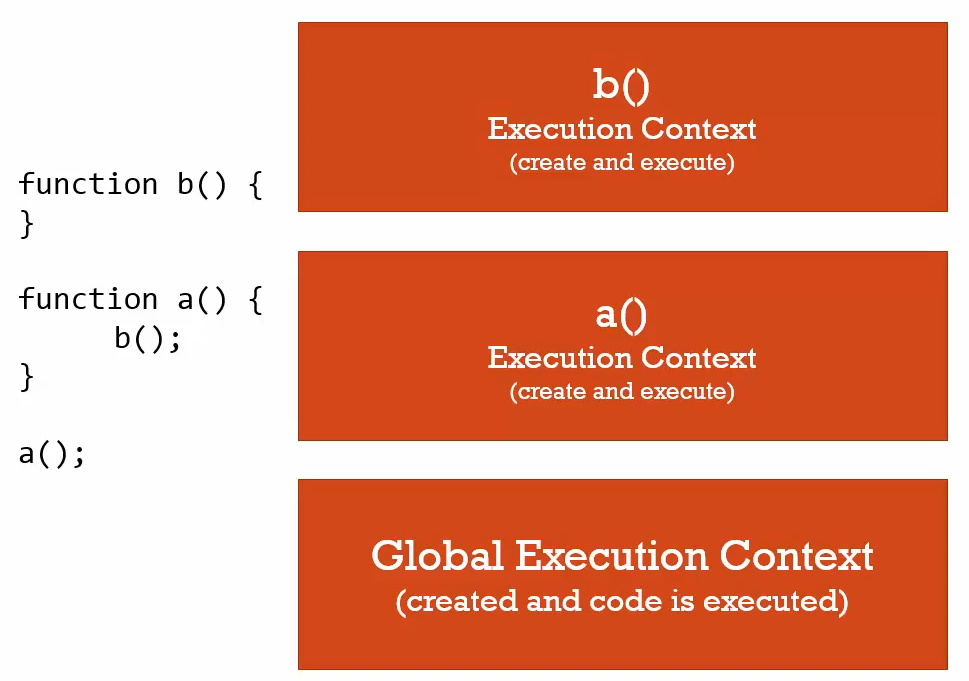 function b() {
}
function a() {
b();
}
a();
b()
Execution Context
(create and execute)
a()
Execution Context
(create and execute)
Global Execution Context
(created and code is executed)